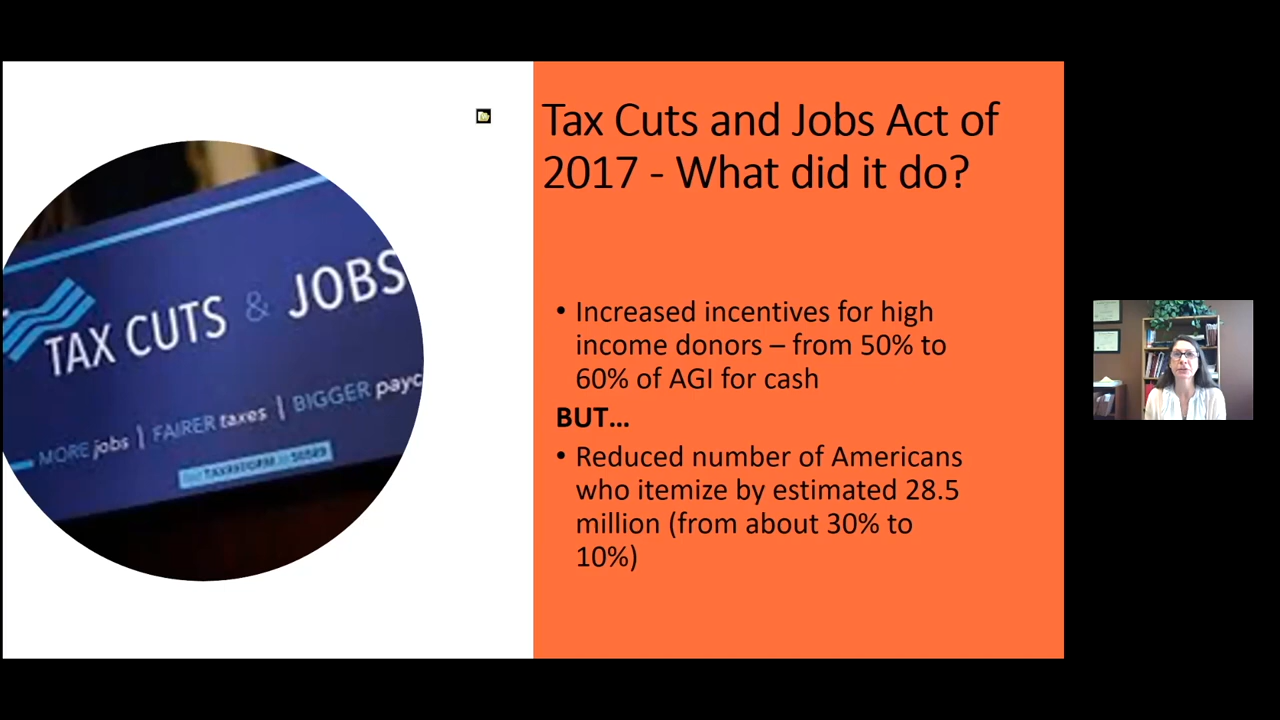 Tax Cuts and Jobs Act of
2017 - What did it do?
• Increased incentives for high
income donors – from 50% to
60% of AGI for cash
BUT...
• Reduced number of Americans
who itemize by estimated 28.5
million (from about 30% to
10%)
TAX CUTS & JOBS
MORE jobs | FAIRER taxes | BIGGER payc